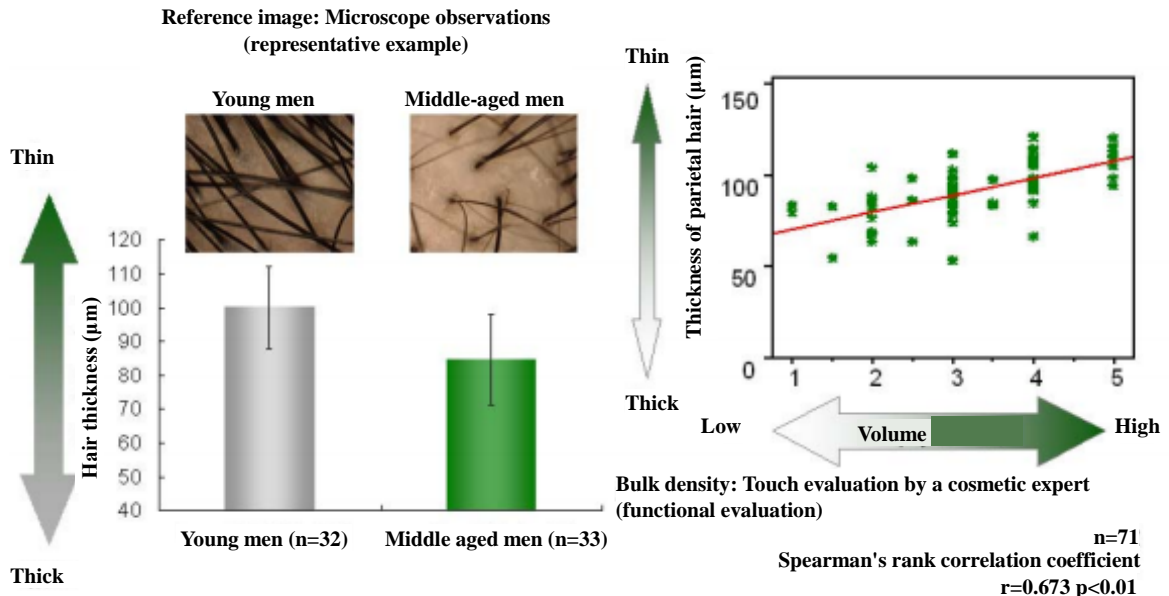 Reference image: Microscope observations
(representative example)
Young men
Middle-aged men
Thin
Thick
Hair thickness (μm)
120
110
100
90
80
70
60
50
40
Young men (n=32)
Middle aged men (n=33)
Thin
Thick
Thickness of parietal hair (μm)
150
100
50
0
1
2
3
4
5
Low
Volume
High
Bulk density: Touch evaluation by a cosmetic expert
(functional evaluation)
n=71
Spearman's rank correlation coefficient
r=0.673 p<0.01